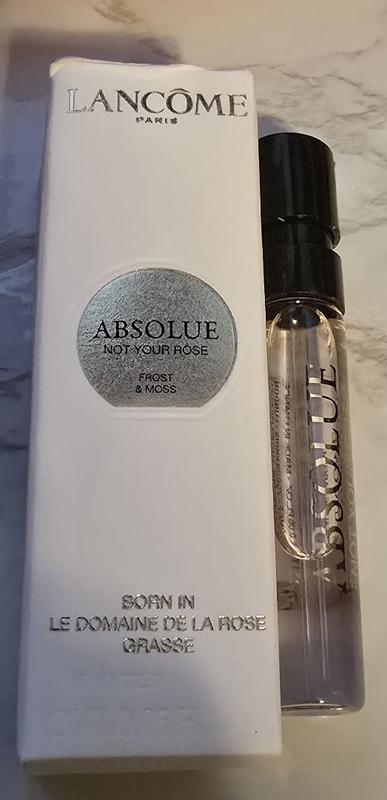 LANCÔME
PARIS
ABSOLUE
NOT YOUR ROSE
FROST
& MOSS
BORN IN
LE DOMAINE DE LA ROSE
GRASSE
ABSOLUE